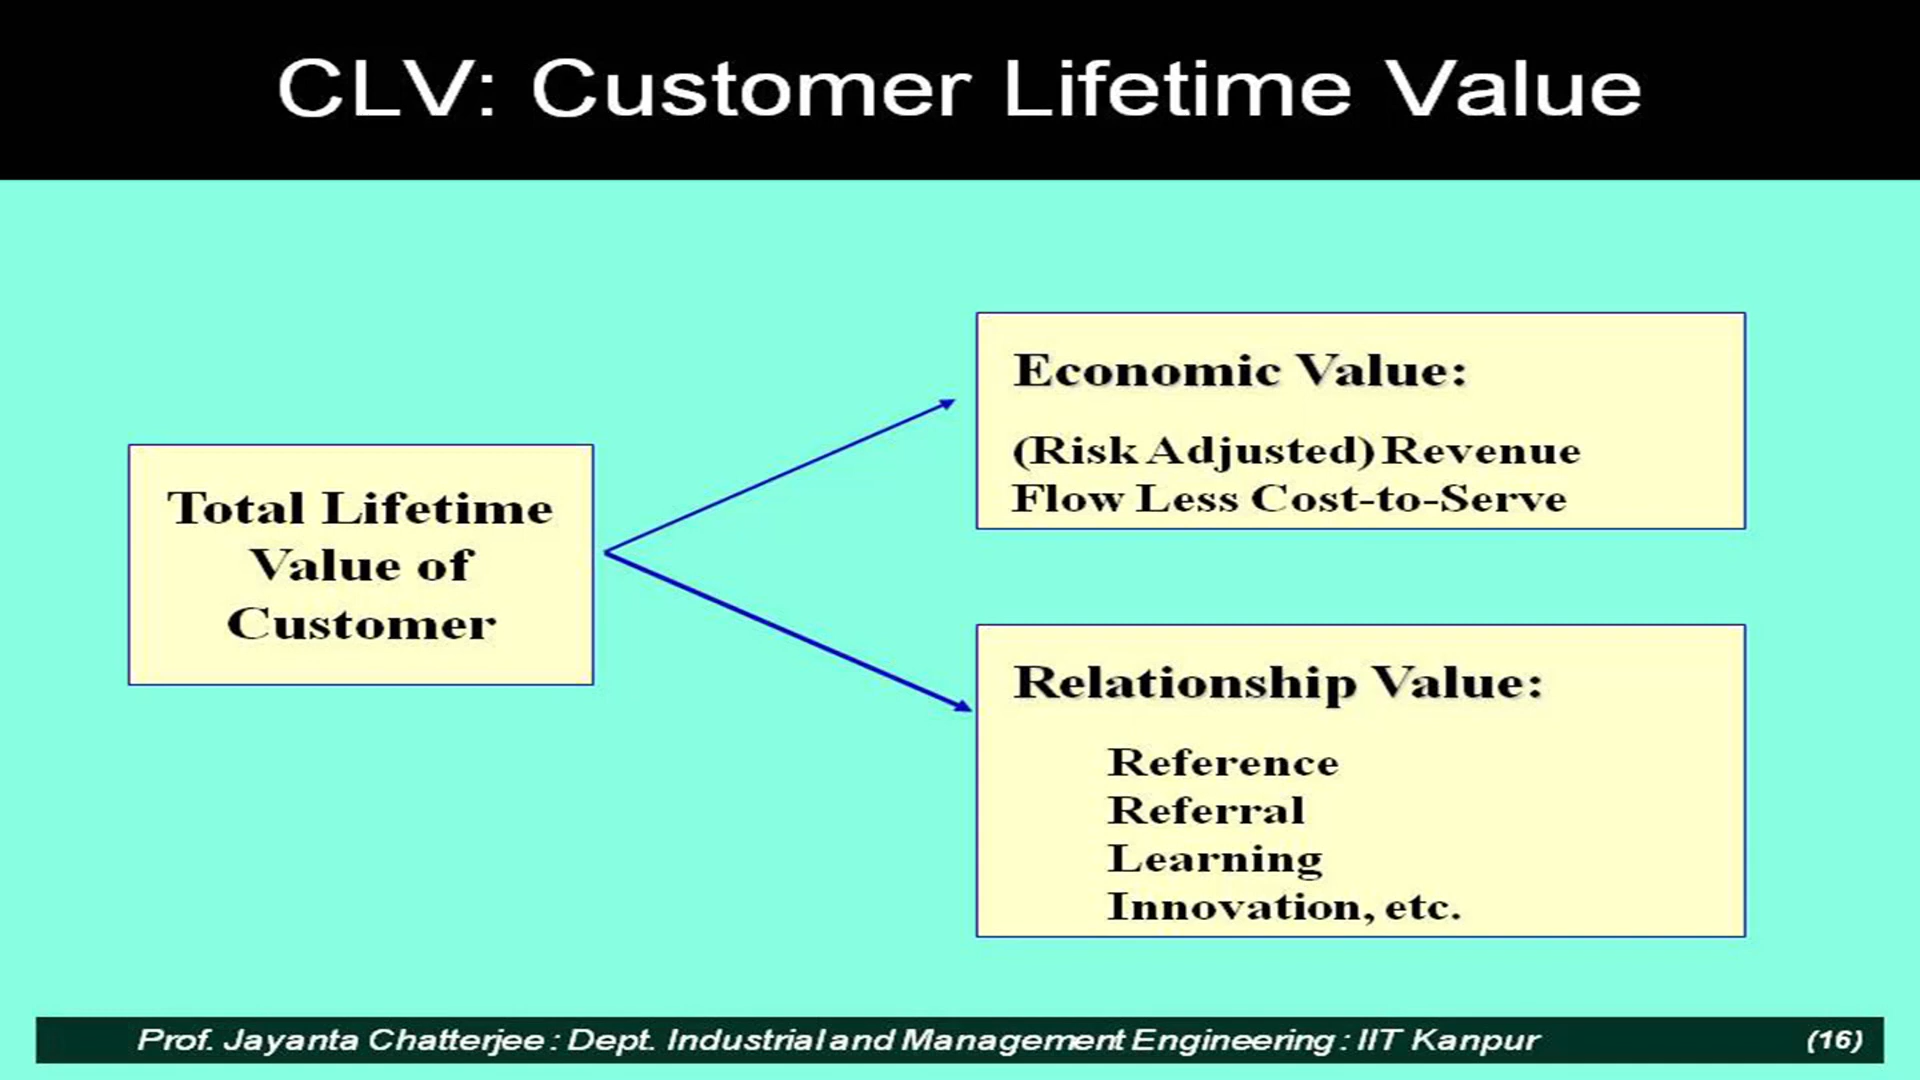 CLV: Customer Lifetime Value
Total Lifetime
Value of
Customer
Economic Value:
(Risk Adjusted) Revenue
Flow Less Cost-to-Serve
Relationship Value:
Reference
Referral
Learning
Innovation, etc.
Prof. Jayanta Chatterjee : Dept. Industrial and Management Engineering : IIT Kanpur (16)